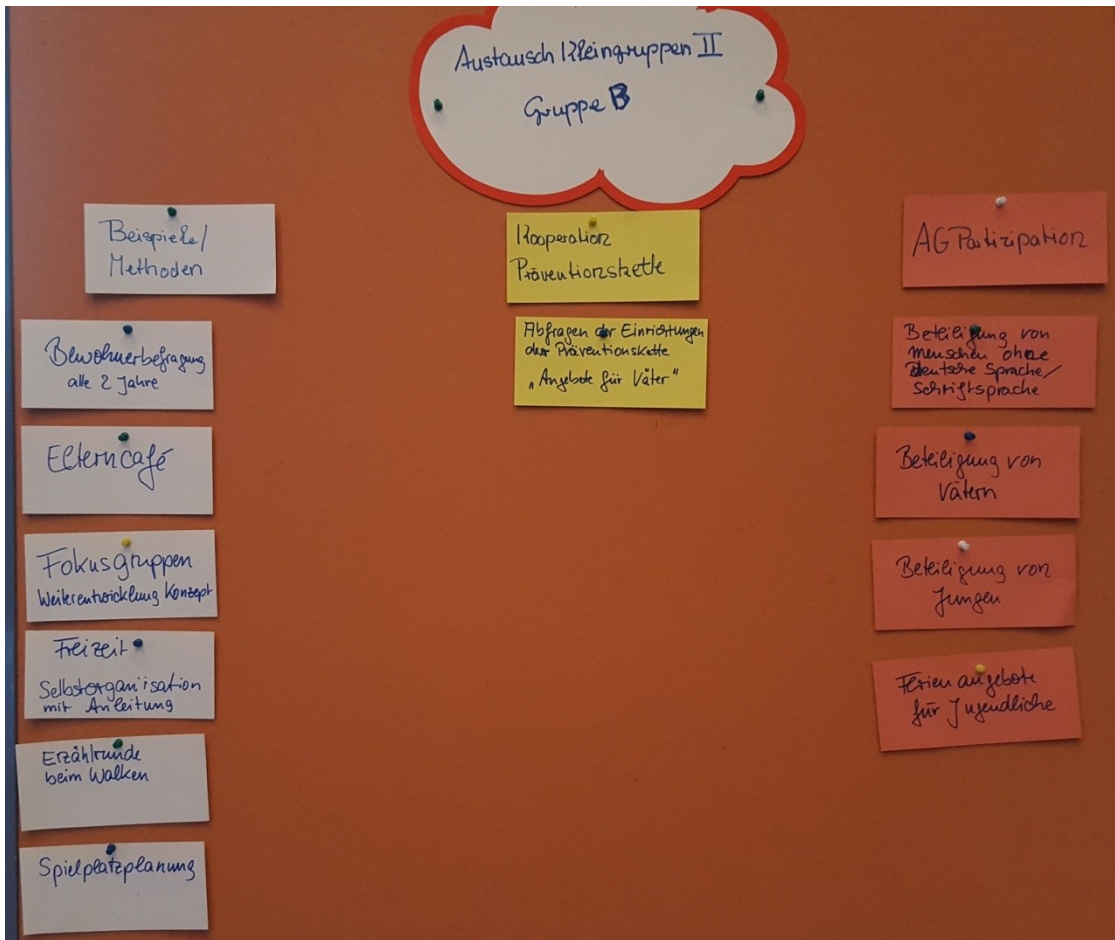 Austausch Kleingruppen II
Gruppe B
Beispiele/
Methoden
Bewohnerbefragung
alle 2 Jahre
Elterncafé
Fokusgruppen
Weiterentwicklung Konzept
Freizeit
Selbstorganisation
mit Anleitung
Erzählrunde
beim Walken
Spielplatzplanung
Kooperation
Präventionskette
Abfragen der Einrichtungen
der Präventionskette
„Angebote für Väter"
AG Partizipation
Beteiligung von
Menschen ohne
Deutsche Sprache/
Schriftsprache
Beteiligung von
Vätern
Beteiligung von
Jungen
Ferienangebote
für Jugendliche